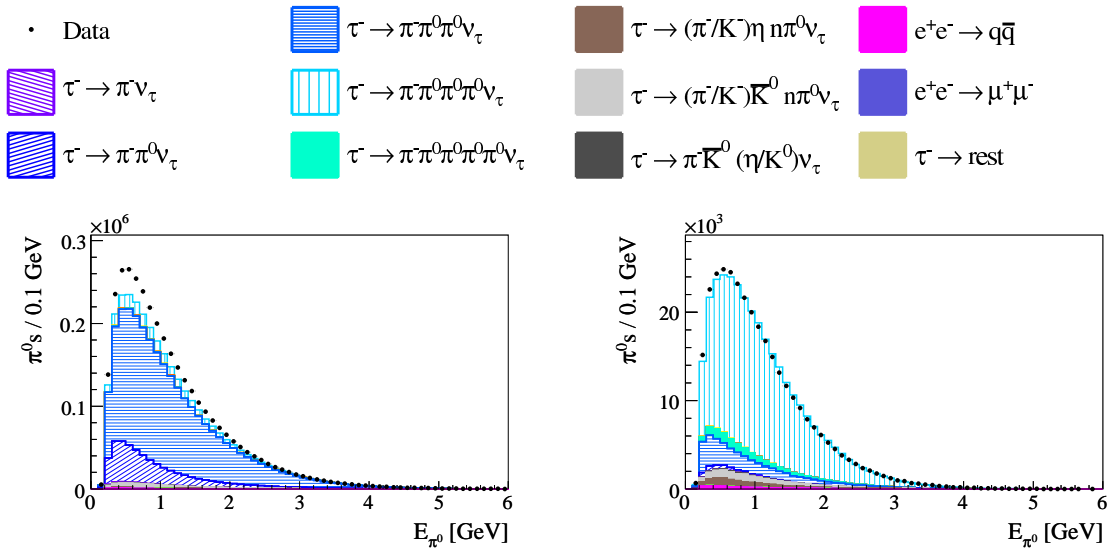 Data
τ⁻ → π⁻ν_τ
τ⁻ → π⁻π⁰ν_τ
τ⁻ → π⁻π⁰π⁰ν_τ
τ⁻ → π⁻π⁰π⁰π⁰ν_τ
τ⁻ → π⁻π⁰π⁰π⁰π⁰ν_τ
τ⁻ → (π⁻/K⁻)η nπ⁰ν_τ
τ⁻ → (π⁻/K⁻)K̅⁰ nπ⁰ν_τ
τ⁻ → π⁻K̅⁰ (η/K⁰)ν_τ
e⁺e⁻ → qq̅
e⁺e⁻ → μ⁺μ⁻
τ⁻ → rest
×10⁶
π⁰s / 0.1 GeV
0.3
0.2
0.1
0
0 1 2 3 4 5 6
E_π⁰ [GeV]
×10³
π⁰s / 0.1 GeV
20
10
0
0 1 2 3 4 5 6
E_π⁰ [GeV]